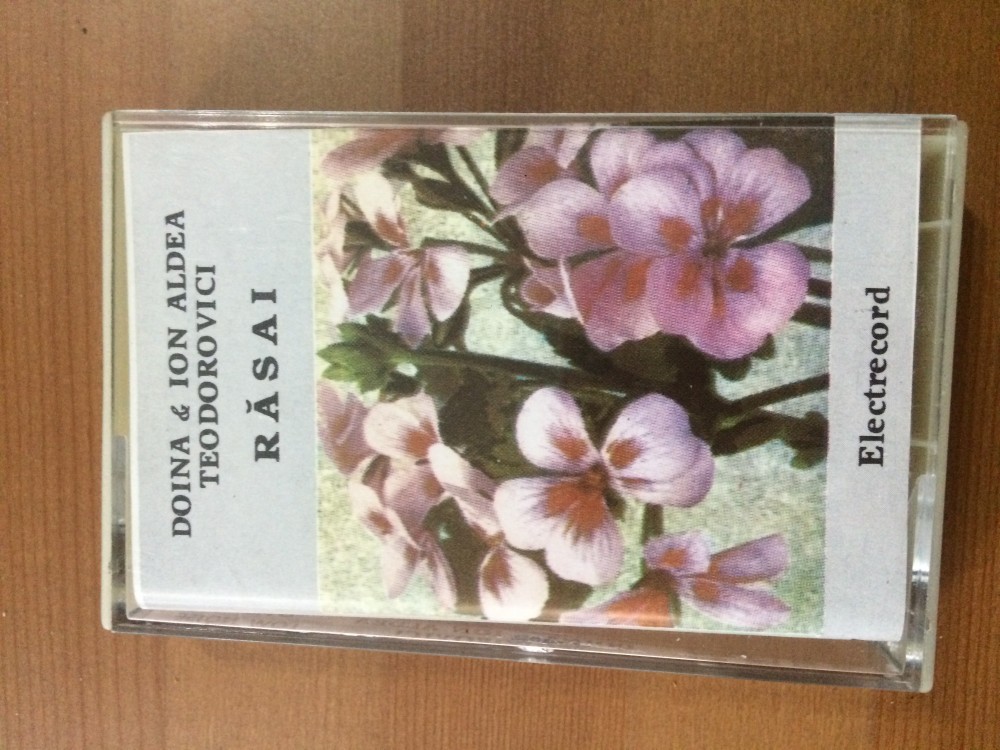 DOINA & ION ALDEA
TEODOROVICI
RĂSAI
Electrecord